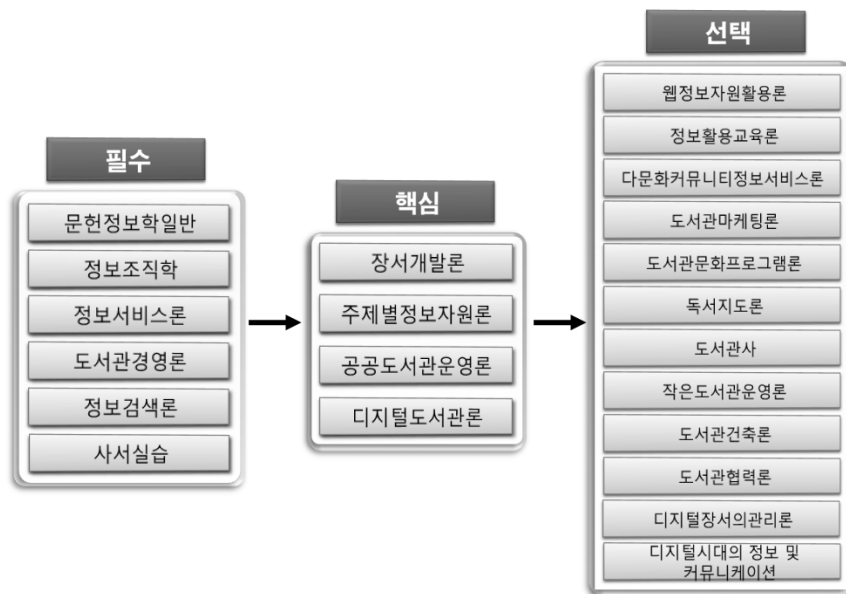 필수
문헌정보학일반
정보조직학
정보서비스론
도서관경영론
정보검색론
사서실습
핵심
장서개발론
주제별정보자원론
공공도서관운영론
디지털도서관론
선택
웹정보자원활용론
정보활용교육론
다문화커뮤니티정보서비스론
도서관마케팅론
도서관문화프로그램론
독서지도론
도서관사
작은도서관운영론
도서관건축론
도서관협력론
디지털장서의관리론
디지털시대의 정보 및
커뮤니케이션